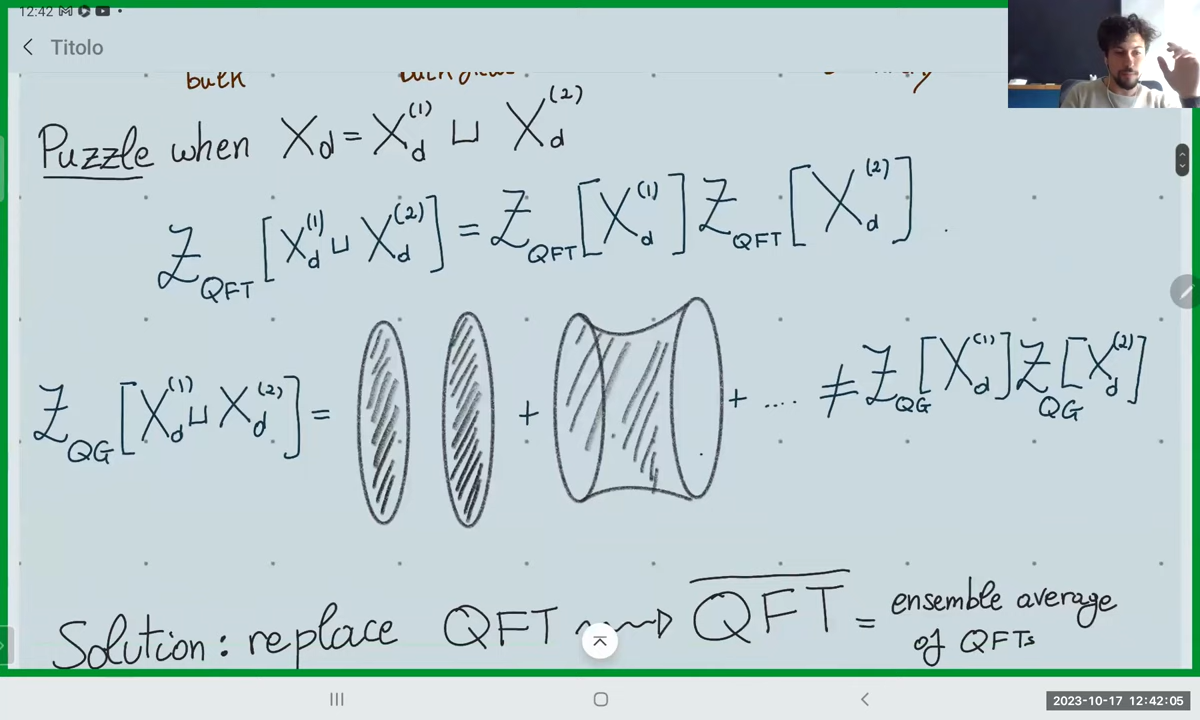 12:42
Titolo
bulk
Puzzle when X_d = X_d^(1) ⊔ X_d^(2)
Z_QFT [X_d^(1) ⊔ X_d^(2)] = Z_QFT [X_d^(1)] Z_QFT [X_d^(2)] .
Z_QG [X_d^(1) ⊔ X_d^(2)] = + + .... ≠ Z_QG [X_d^(1)] Z_QG [X_d^(2)]
Solution: replace QFT ⇝ \overline{QFT} = ensemble average
of QFTs
2023-10-17 12:42:05